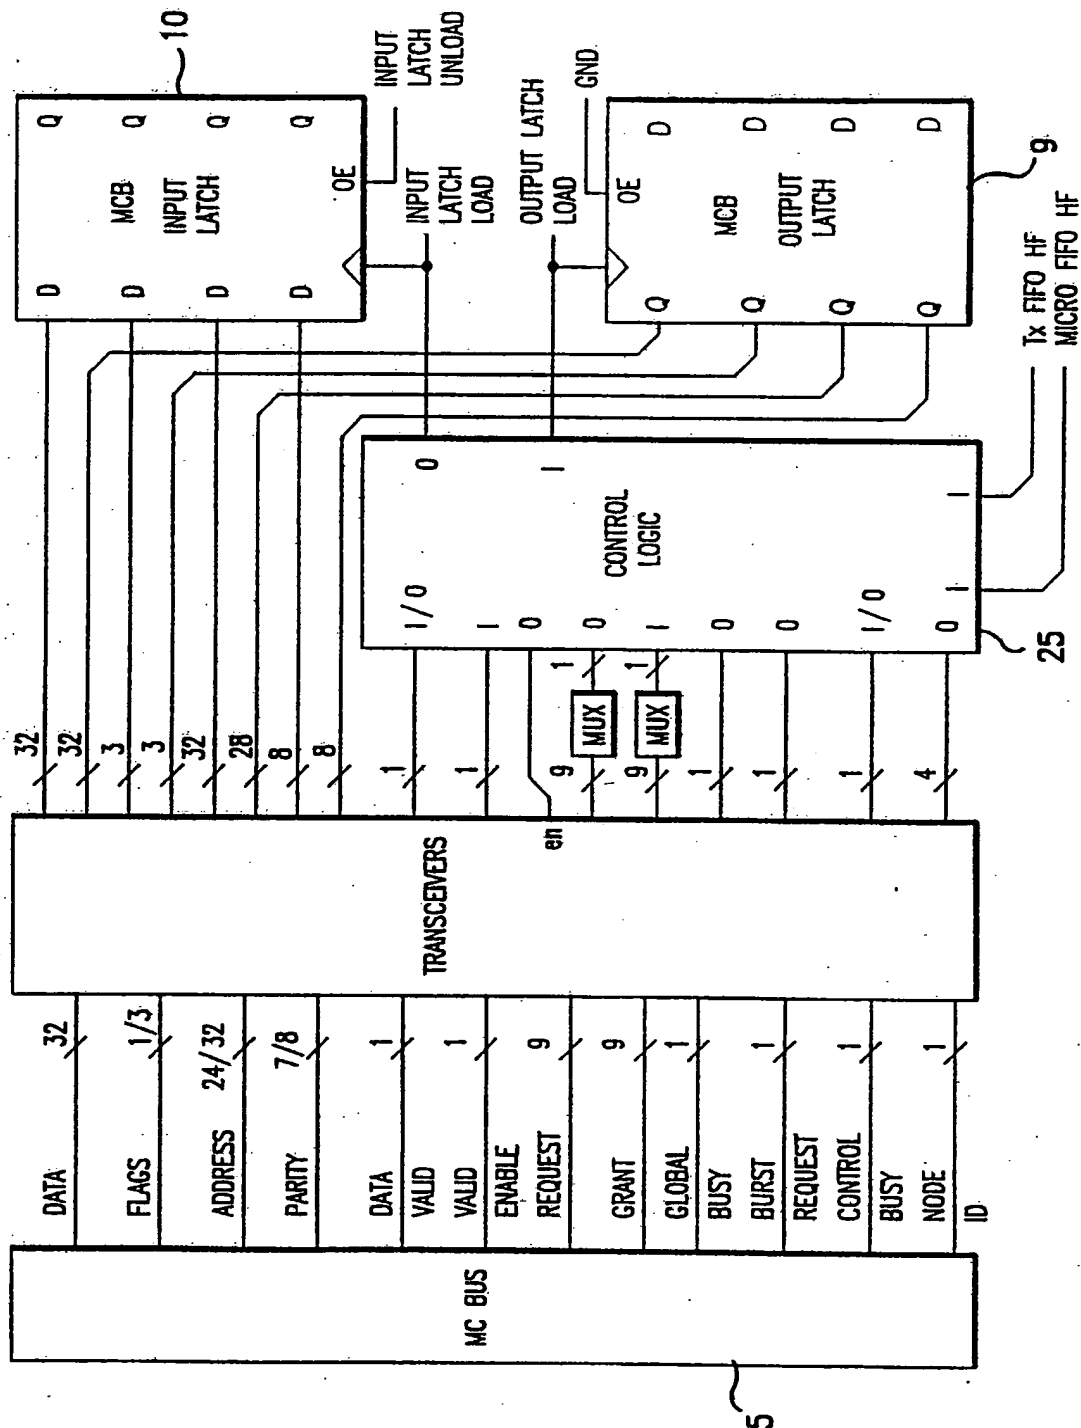 10
MCB
INPUT
LATCH
D
D
D
D
Q
Q
Q
Q
OE
INPUT
LATCH
UNLOAD
INPUT
LATCH
LOAD
OUTPUT LATCH
LOAD
GND
OE
MCB
OUTPUT
LATCH
Q
Q
Q
Q
D
D
D
D
9
Tx FIFO HF
MICRO FIFO HF
CONTROL
LOGIC
O
I
I/O
I
O
O
I
O
O
I/O
O
I
I
25
32
32
3
3
32
28
8
8
1
1
9
MUX
1
9
MUX
1
1
1
1
4
TRANSCEIVERS
en
32
1/3
24/32
7/8
1
1
9
9
1
1
1
1
DATA
FLAGS
ADDRESS
PARITY
DATA
VALID
VALID
ENABLE
REQUEST
GRANT
GLOBAL
BUSY
BURST
REQUEST
CONTROL
BUSY
NODE
ID
MC BUS
5